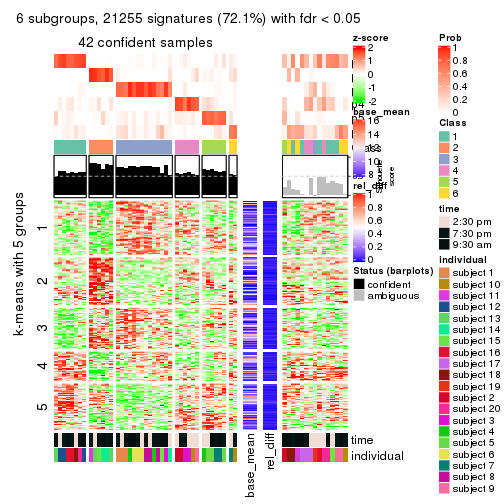 6 subgroups, 21255 signatures (72.1%) with fdr < 0.05
42 confident samples
k-means with 5 groups
1
2
3
4
5
base_mean
rel_diff
time
individual
Silhouette
score
z-score
2
1
0
-1
-2
base_mean
16
14
12
10
8
rel_diff
1
0.8
0.6
0.4
0.2
0
Status (barplots)
confident
ambiguous
Prob
1
0.8
0.6
0.4
0.2
0
Class
1
2
3
4
5
6
time
2:30 pm
7:30 pm
9:30 am
individual
subject 1
subject 10
subject 11
subject 12
subject 13
subject 14
subject 15
subject 16
subject 17
subject 18
subject 19
subject 2
subject 20
subject 3
subject 4
subject 5
subject 6
subject 7
subject 8
subject 9